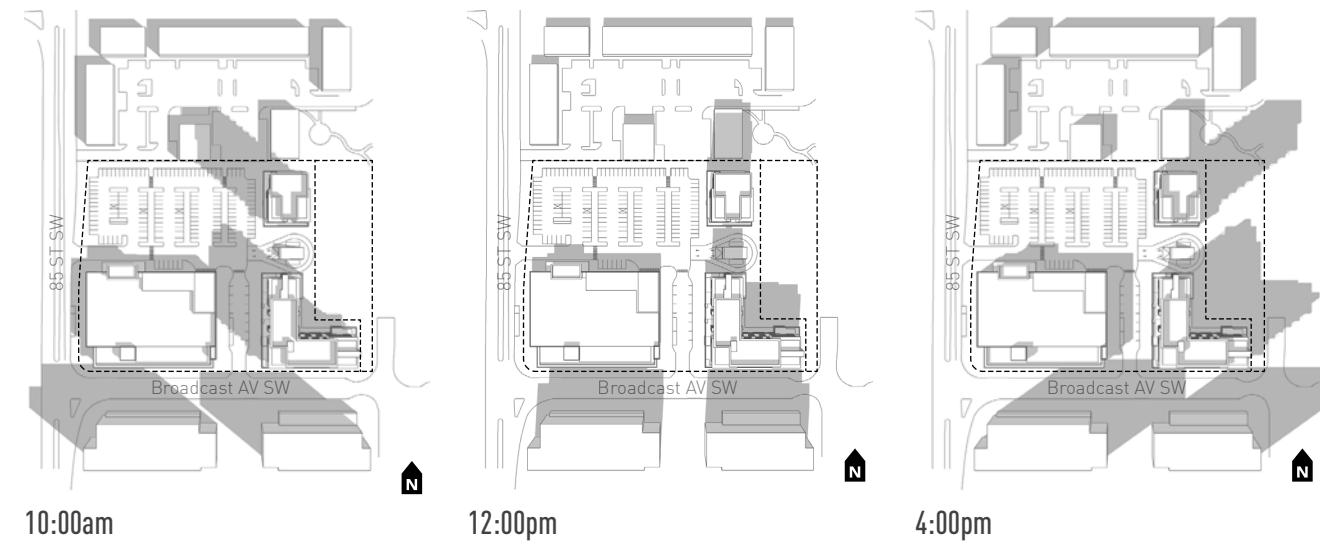 85 ST SW
Broadcast AV SW
N
10:00am
85 ST SW
Broadcast AV SW
N
12:00pm
85 ST SW
Broadcast AV SW
N
4:00pm